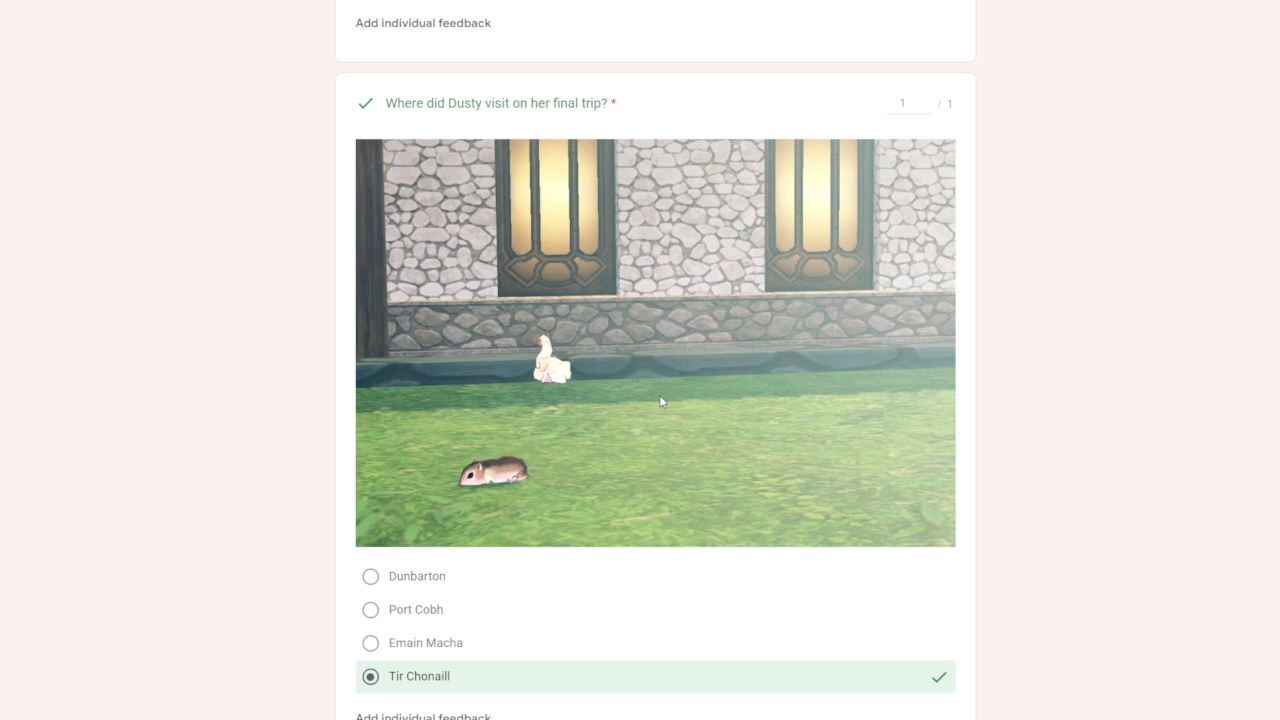 Add individual feedback
Where did Dusty visit on her final trip? *
1 / 1
Dunbarton
Port Cobh
Emain Macha
Tir Chonaill
Add individual feedback